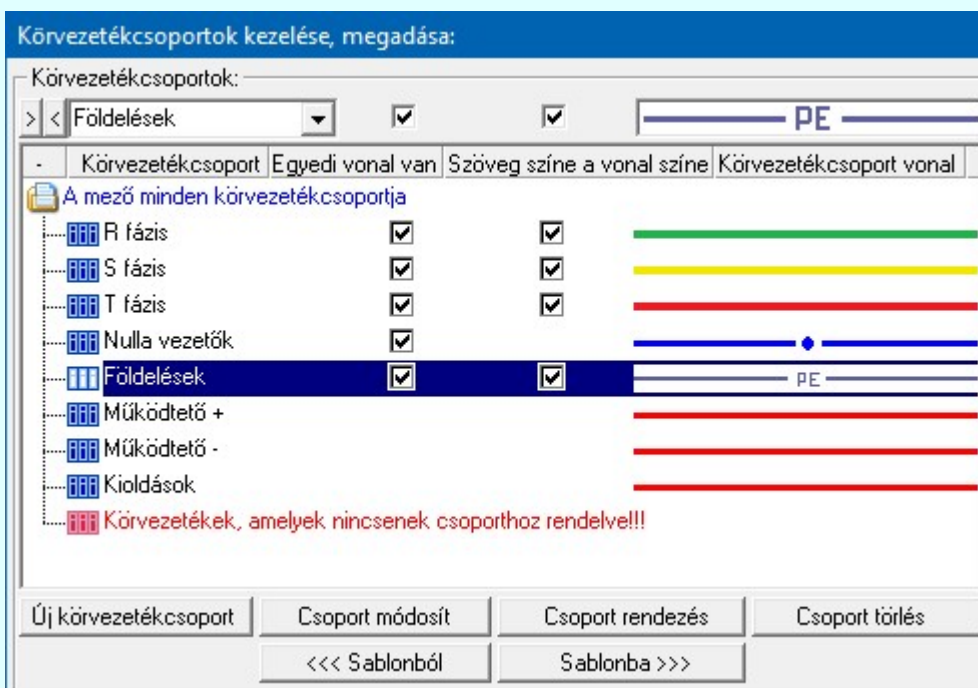 Körvezetékcsoportok kezelése, megadása:
Körvezetékcsoportok:
> < Földelések PE
- Körvezetékcsoport Egyedi vonal van Szöveg színe a vonal színe Körvezetékcsoport vonal
A mező minden körvezetékcsoportja
R fázis
S fázis
T fázis
Nulla vezetők
Földelések PE
Működtető +
Működtető -
Kioldások
Körvezetékek, amelyek nincsenek csoporthoz rendelve!!!
Új körvezetékcsoport Csoport módosít Csoport rendezés Csoport törlés
<<< Sablonból Sablonba >>>